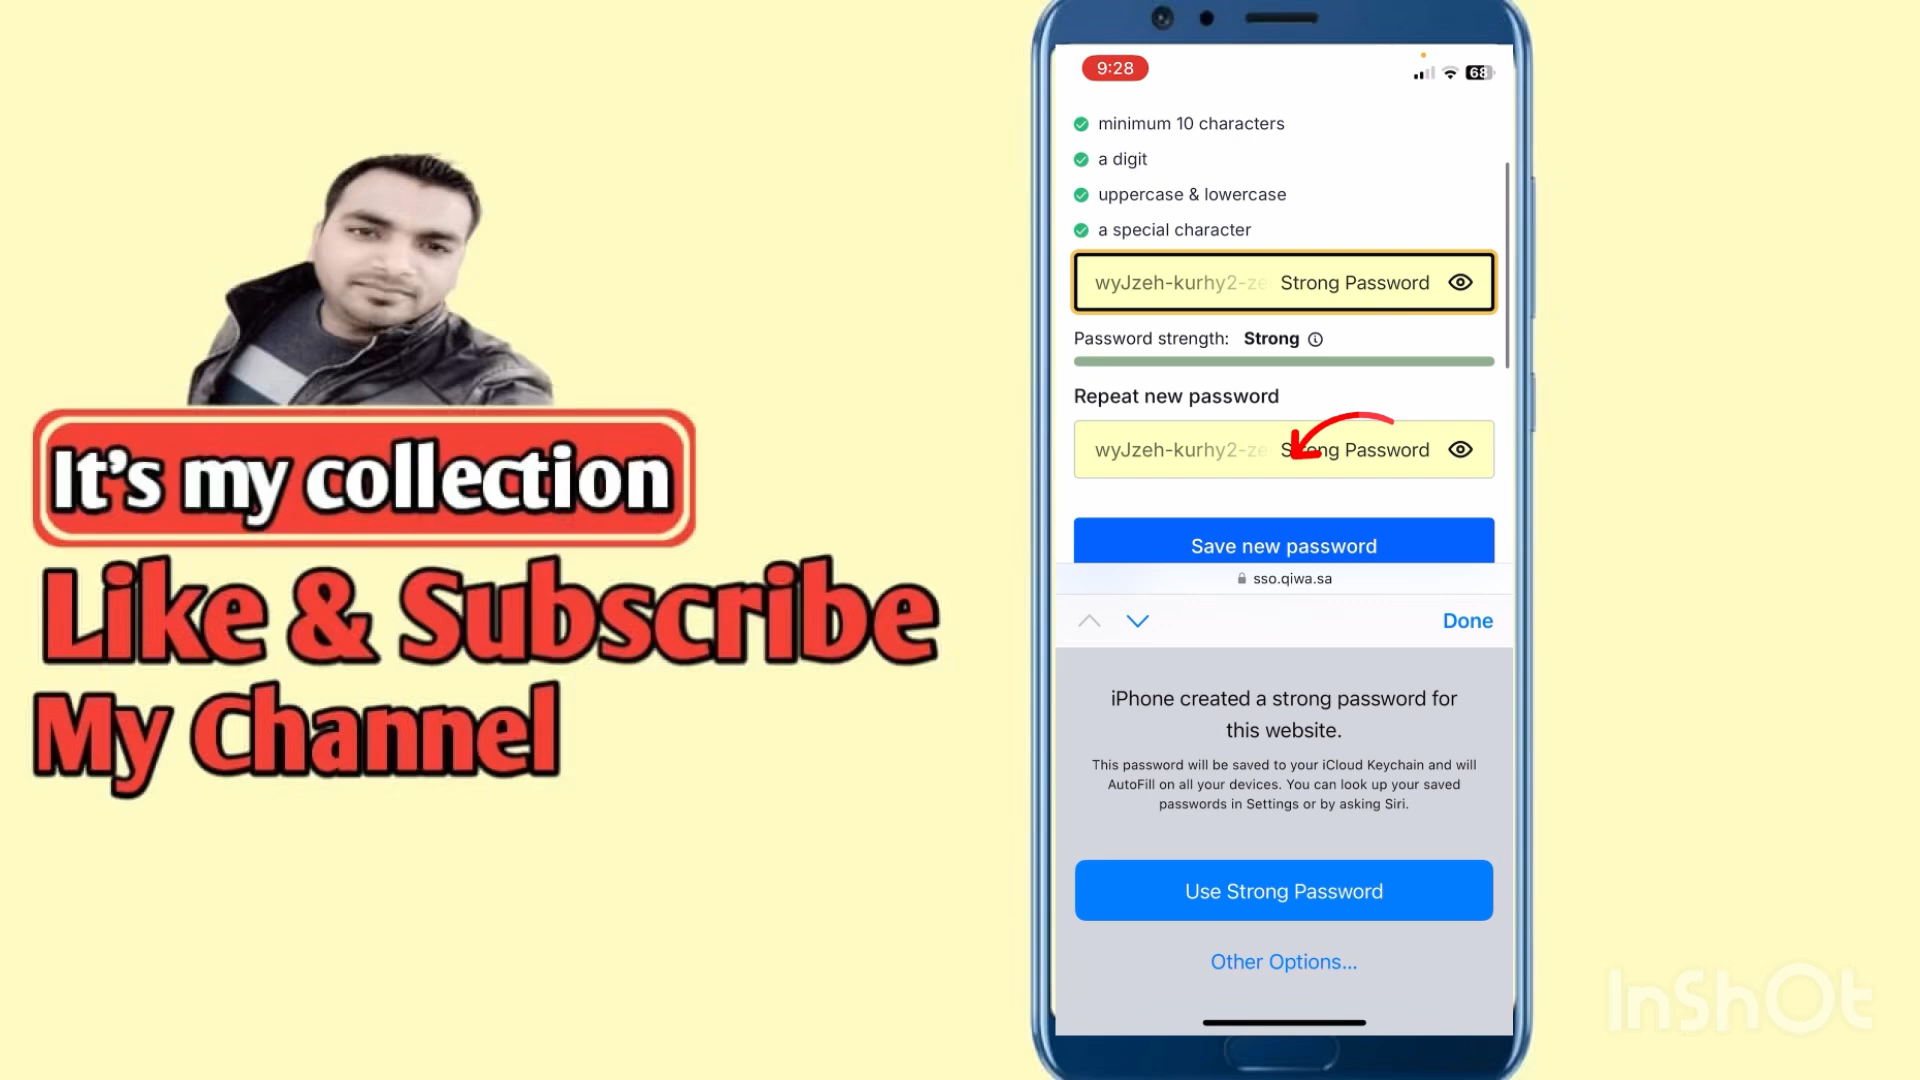 It's my collection
Like & Subscribe
My Channel
9:28
68
minimum 10 characters
a digit
uppercase & lowercase
a special character
wyJzeh-kurhy2-ze Strong Password
Password strength: Strong
Repeat new password
wyJzeh-kurhy2-ze Strong Password
Save new password
sso.qiwa.sa
Done
iPhone created a strong password for
this website.
This password will be saved to your iCloud Keychain and will
AutoFill on all your devices. You can look up your saved
passwords in Settings or by asking Siri.
Use Strong Password
Other Options...
InShOt